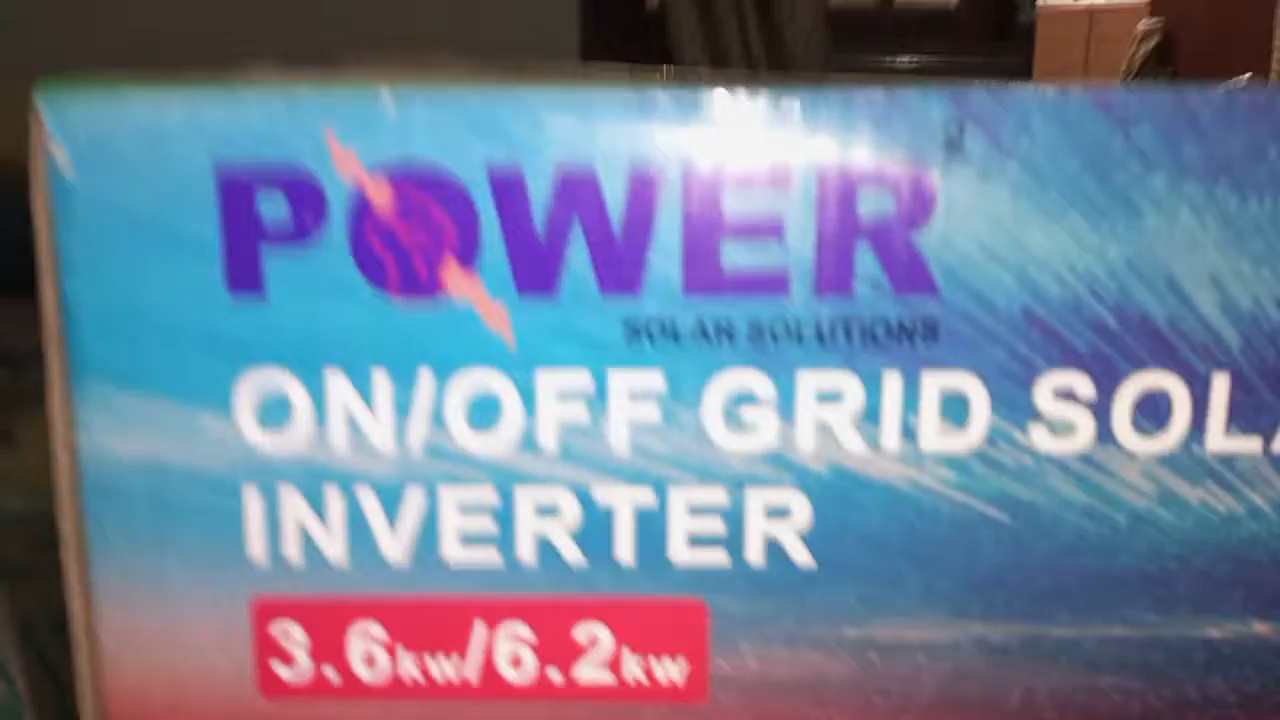 POWER
SOLAR SOLUTIONS
ON/OFF GRID SOLA
INVERTER
3.6kw/6.2kw